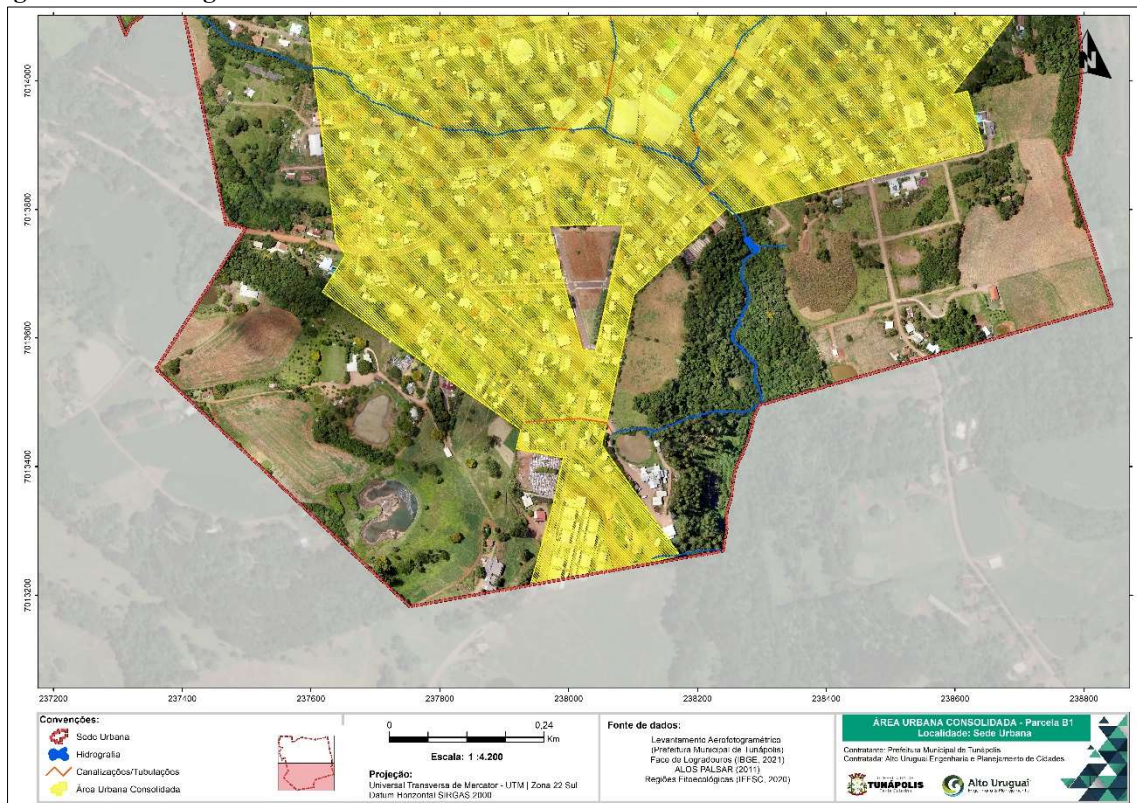 N
7014000
7013800
7013600
7013400
7013200
237200 237400 237600 237800 238000 238200 238400 238600 238800
Convenções:
Sede Urbana
Hidrografia
Canalizações/Tubulações
Área Urbana Consolidada
0 0,24
Km
Escala: 1 :4.200
Projeção:
Universal Transversa de Mercator - UTM | Zona 22 Sul
Datum Horizontal SIRGAS 2000
Fonte de dados:
Levantamento Aerofotogramétrico
(Prefeitura Municipal de Tunápolis)
Face de Logradouros (IBGE, 2021)
ALOS PALSAR (2011)
Regiões Fitoecológicas (IFFSC, 2020)
ÁREA URBANA CONSOLIDADA - Parcela B1
Localidade: Sede Urbana
Contratante: Prefeitura Municipal de Tunápolis
Contratada: Alto Uruguai Engenharia e Planejamento de Cidades.
TUNÁPOLIS
Alto Uruguai
Engenharia e Planejamento